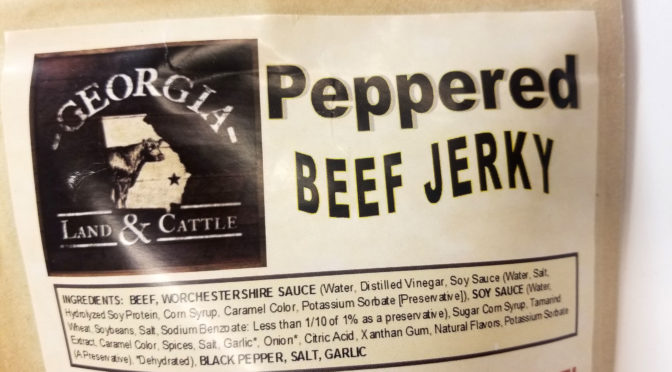 -GEORGIA-
LAND & CATTLE
Peppered
BEEF JERKY
INGREDIENTS: BEEF, WORCHESTERSHIRE SAUCE (Water, Distilled Vinegar, Soy Sauce (Water, Salt,
Hydrolyzed Soy Protein, Corn Syrup, Caramel Color, Potassium Sorbate [Preservative]), SOY SAUCE (Water,
Wheat, Soybeans, Salt, Sodium Benzoate: Less than 1/10 of 1% as a preservative), Sugar Corn Syrup, Tamarind
Extract, Caramel Color, Spices, Salt, Garlic*, Onion*, Citric Acid, Xanthan Gum, Natural Flavors, Potassium Sorbate
(A Preservative), *Dehydrated), BLACK PEPPER, SALT, GARLIC